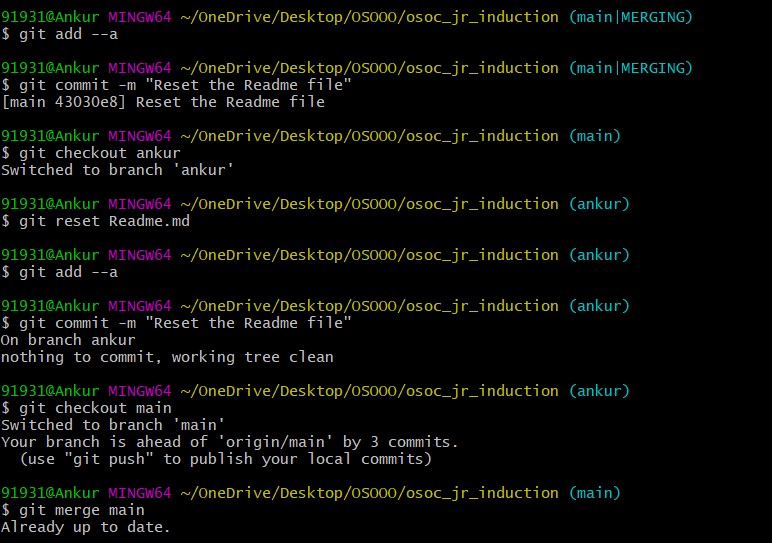 91931@Ankur MINGW64 ~/OneDrive/Desktop/OSOOO/osoc_jr_induction (main|MERGING)
$ git add --a
91931@Ankur MINGW64 ~/OneDrive/Desktop/OSOOO/osoc_jr_induction (main|MERGING)
$ git commit -m "Reset the Readme file"
[main 43030e8] Reset the Readme file
91931@Ankur MINGW64 ~/OneDrive/Desktop/OSOOO/osoc_jr_induction (main)
$ git checkout ankur
Switched to branch 'ankur'
91931@Ankur MINGW64 ~/OneDrive/Desktop/OSOOO/osoc_jr_induction (ankur)
$ git reset Readme.md
91931@Ankur MINGW64 ~/OneDrive/Desktop/OSOOO/osoc_jr_induction (ankur)
$ git add --a
91931@Ankur MINGW64 ~/OneDrive/Desktop/OSOOO/osoc_jr_induction (ankur)
$ git commit -m "Reset the Readme file"
On branch ankur
nothing to commit, working tree clean
91931@Ankur MINGW64 ~/OneDrive/Desktop/OSOOO/osoc_jr_induction (ankur)
$ git checkout main
Switched to branch 'main'
Your branch is ahead of 'origin/main' by 3 commits.
  (use "git push" to publish your local commits)
91931@Ankur MINGW64 ~/OneDrive/Desktop/OSOOO/osoc_jr_induction (main)
$ git merge main
Already up to date.